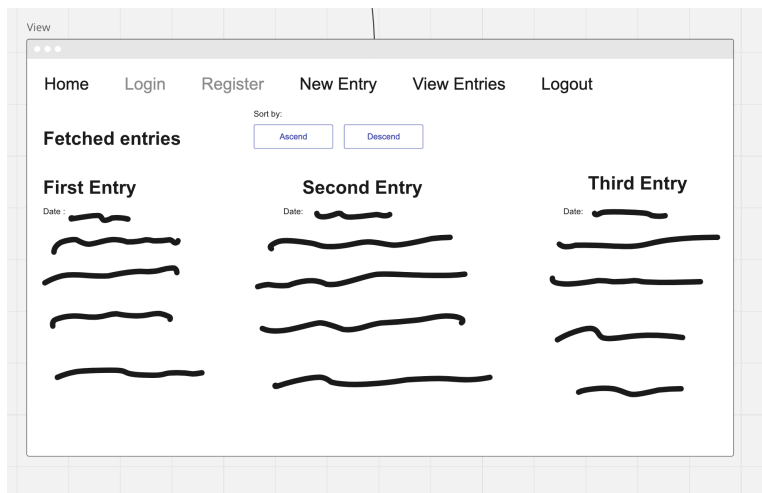 View
Home Login Register New Entry View Entries Logout
Sort by:
Fetched entries Ascend Descend
First Entry Second Entry Third Entry
Date : Date: Date: